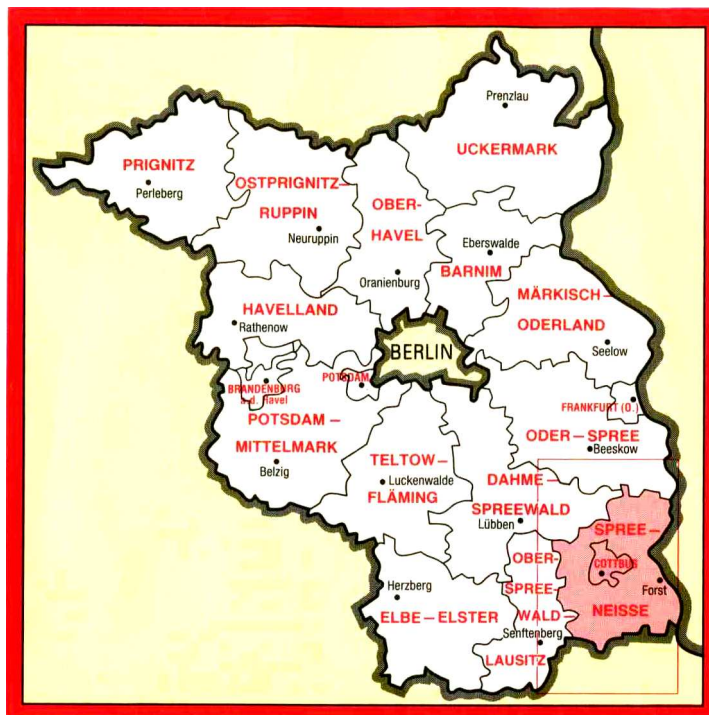 Prenzlau
UCKERMARK
PRIGNITZ
Perleberg
OSTPRIGNITZ—
RUPPIN
Neuruppin
OBER-
HAVEL
Oranienburg
Eberswalde
BARNIM
MÄRKISCH—
ODERLAND
Seelow
HAVELLAND
Rathenow
BERLIN
POTSDAM
BRANDENBURG
a.d. Havel
POTSDAM—
MITTELMARK
Belzig
FRANKFURT (O.)
ODER—SPREE
Beeskow
TELTOW—
Luckenwalde
FLÄMING
DAHME—
SPREEWALD
Lübben
SPREE—
COTTBUS
Forst
NEISSE
OBER-
SPREE-
WALD—
Senftenberg
LAUSITZ
Herzberg
ELBE—ELSTER